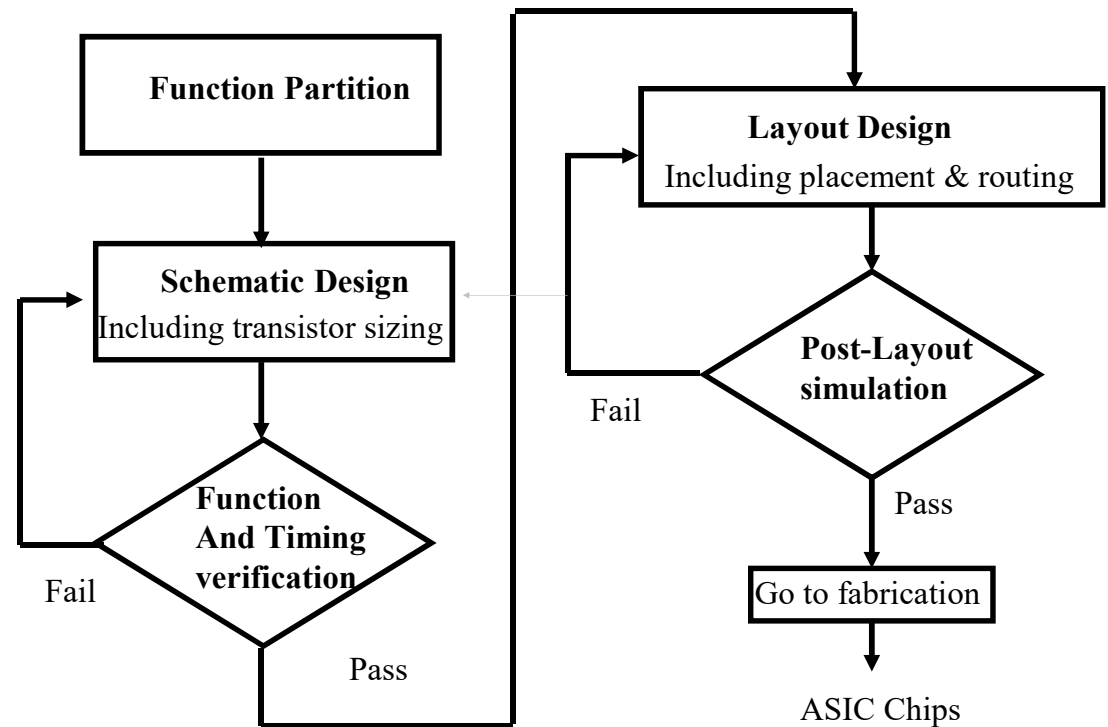 Function Partition
Schematic Design
Including transistor sizing
Function
And Timing
verification
Fail
Pass
Layout Design
Including placement & routing
Post-Layout
simulation
Fail
Pass
Go to fabrication
ASIC Chips